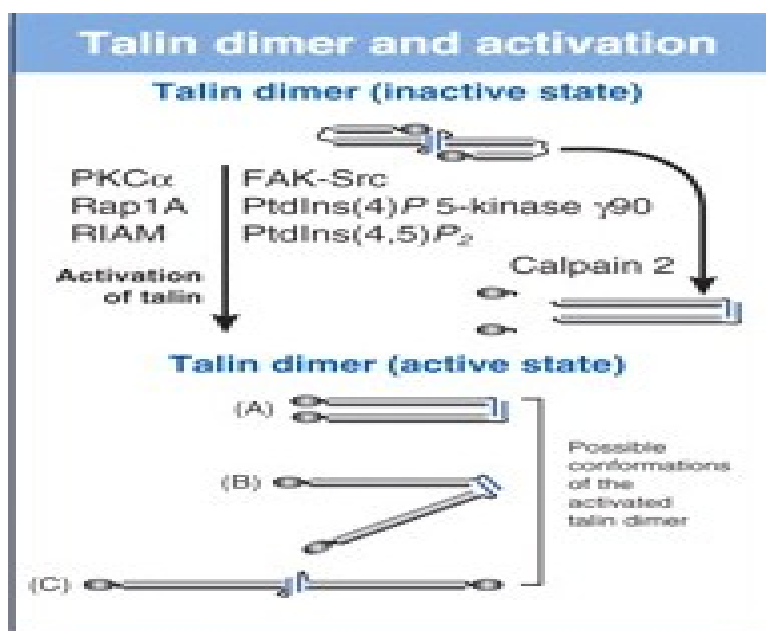 Talin dimer and activation
Talin dimer (inactive state)
PKCα
Rap1A
RIAM
FAK-Src
PtdIns(4)P 5-kinase γ90
PtdIns(4,5)P₂
Activation
of talin
Calpain 2
Talin dimer (active state)
(A)
(B)
(C)
Possible
conformations
of the
activated
talin dimer